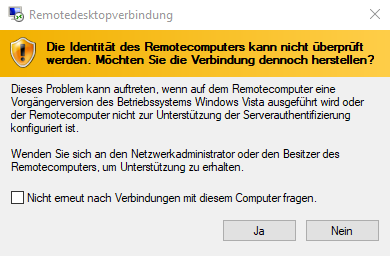 Remotedesktopverbindung
Die Identität des Remotecomputers kann nicht überprüft
werden. Möchten Sie die Verbindung dennoch herstellen?
Dieses Problem kann auftreten, wenn auf dem Remotecomputer eine
Vorgängerversion des Betriebssystems Windows Vista ausgeführt wird oder
der Remotecomputer nicht zur Unterstützung der Serverauthentifizierung
konfiguriert ist.
Wenden Sie sich an den Netzwerkadministrator oder den Besitzer des
Remotecomputers, um Unterstützung zu erhalten.
Nicht erneut nach Verbindungen mit diesem Computer fragen.
Ja
Nein